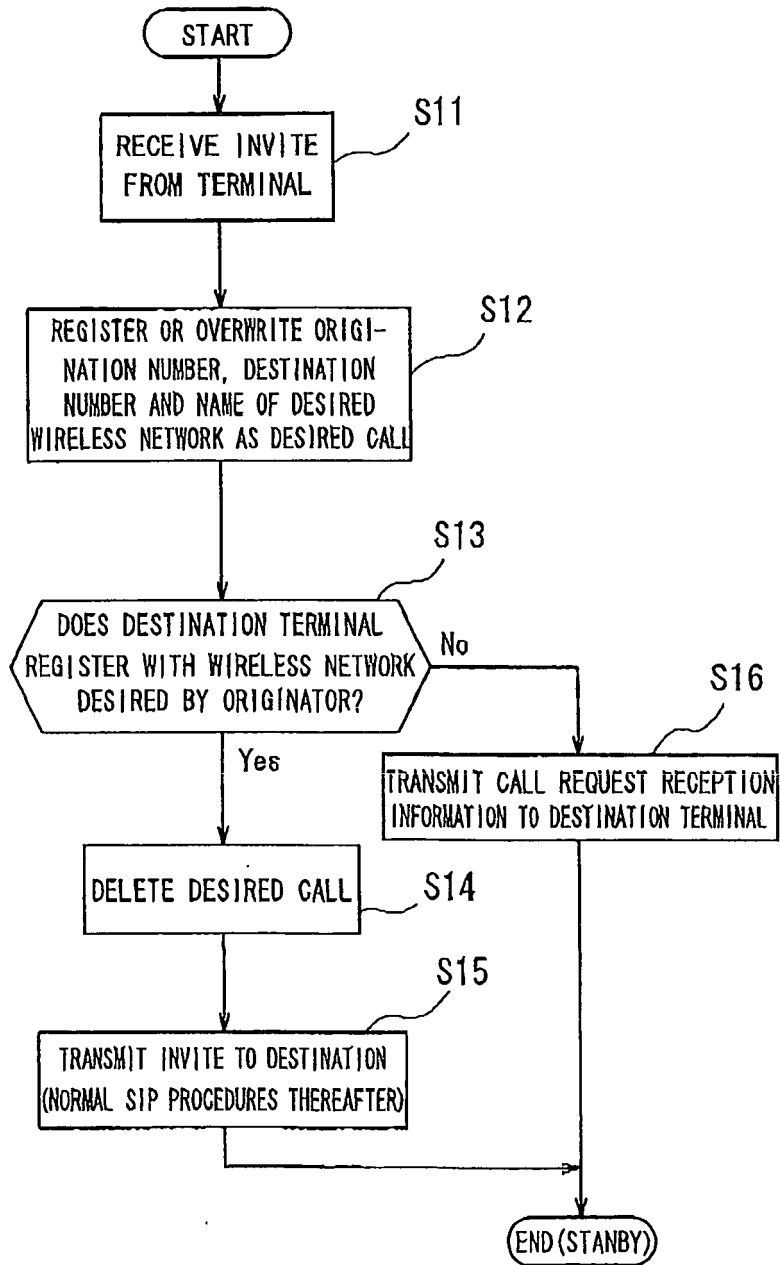 START
S11
RECEIVE INVITE
FROM TERMINAL
S12
REGISTER OR OVERWRITE ORIGI-
NATION NUMBER, DESTINATION
NUMBER AND NAME OF DESIRED
WIRELESS NETWORK AS DESIRED CALL
S13
DOES DESTINATION TERMINAL
REGISTER WITH WIRELESS NETWORK
DESIRED BY ORIGINATOR?
No
S16
Yes
TRANSMIT CALL REQUEST RECEPTION
INFORMATION TO DESTINATION TERMINAL
DELETE DESIRED CALL
S14
S15
TRANSMIT INVITE TO DESTINATION
(NORMAL SIP PROCEDURES THEREAFTER)
END(STANBY)